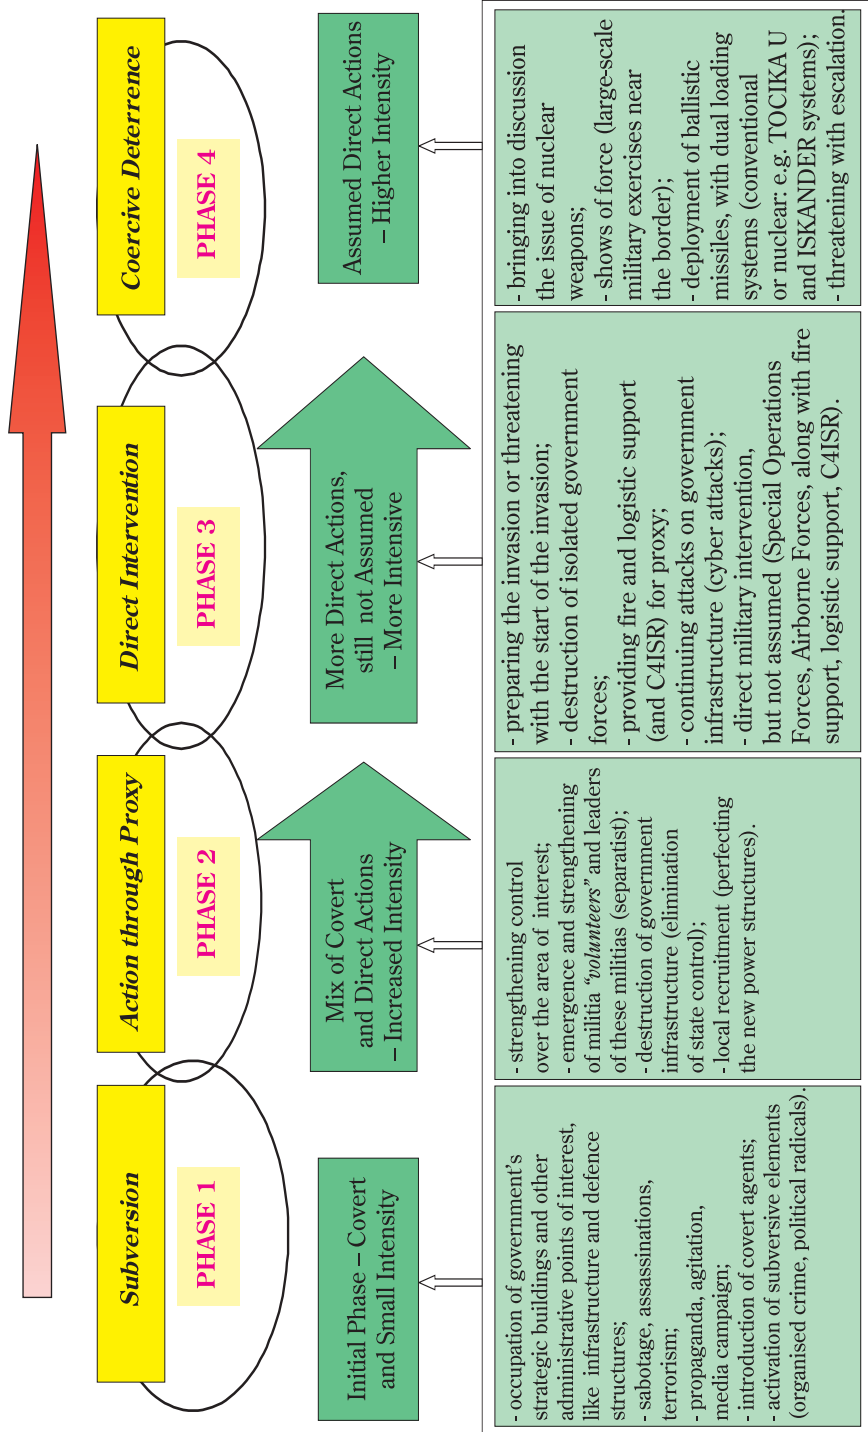 Subversion
PHASE 1
Initial Phase – Covert
and Small Intensity
- occupation of government's
strategic buildings and other
administrative points of interest,
like infrastructure and defence
structures;
- sabotage, assassinations,
terrorism;
- propaganda, agitation,
media campaign;
- introduction of covert agents;
- activation of subversive elements
(organised crime, political radicals).
Action through Proxy
PHASE 2
Mix of Covert
and Direct Actions
– Increased Intensity
- strengthening control
over the area of interest;
- emergence and strengthening
of militia “volunteers” and leaders
of these militias (separatist);
- destruction of government
infrastructure (elimination
of state control);
- local recruitment (perfecting
the new power structures).
Direct Intervention
PHASE 3
More Direct Actions,
still not Assumed
– More Intensive
- preparing the invasion or threatening
with the start of the invasion;
- destruction of isolated government
forces;
- providing fire and logistic support
(and C4ISR) for proxy;
- continuing attacks on government
infrastructure (cyber attacks);
- direct military intervention,
but not assumed (Special Operations
Forces, Airborne Forces, along with fire
support, logistic support, C4ISR).
Coercive Deterrence
PHASE 4
Assumed Direct Actions
– Higher Intensity
- bringing into discussion
the issue of nuclear
weapons;
- shows of force (large-scale
military exercises near
the border);
- deployment of ballistic
missiles, with dual loading
systems (conventional
or nuclear: e.g. TOCIKA U
and ISKANDER systems);
- threatening with escalation.